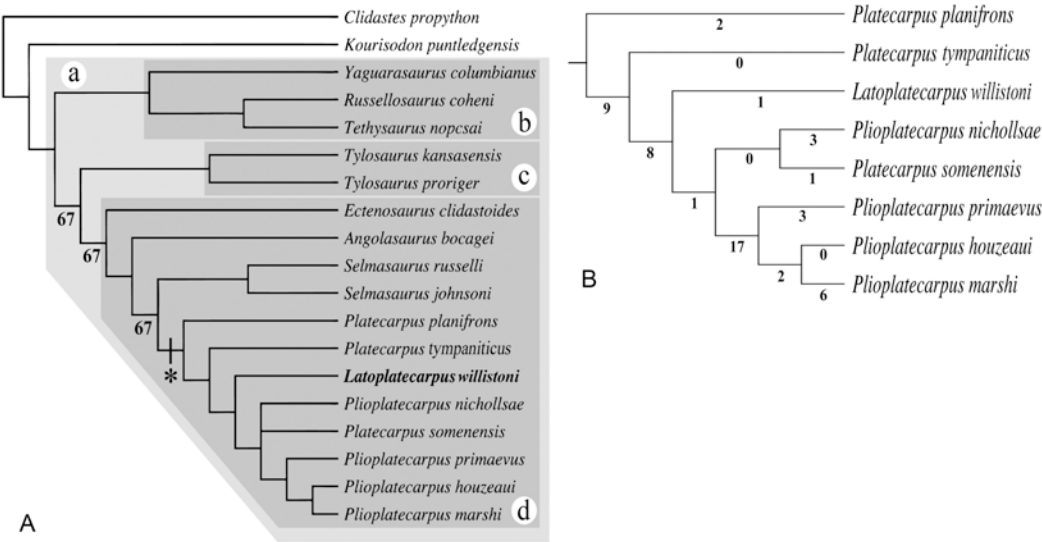 Clidastes propython
Kourisodon puntledgensis
a
Yaguarasaurus columbianus
Russellosaurus coheni
Tethysaurus nopcsai
b
Tylosaurus kansasensis
Tylosaurus proriger
c
67
Ectenosaurus clidastoides
67
Angolasaurus bocagei
Selmasaurus russelli
Selmasaurus johnsoni
67
Platecarpus planifrons
Platecarpus tympaniticus
*
Latoplatecarpus willistoni
Plioplatecarpus nichollsae
Platecarpus somenensis
Plioplatecarpus primaevus
Plioplatecarpus houzeaui
Plioplatecarpus marshi
d
A
B
Platecarpus planifrons
2
Platecarpus tympaniticus
0
9
Latoplatecarpus willistoni
1
8
Plioplatecarpus nichollsae
3
0
Platecarpus somenensis
1
1
Plioplatecarpus primaevus
3
17
Plioplatecarpus houzeaui
0
2
Plioplatecarpus marshi
6